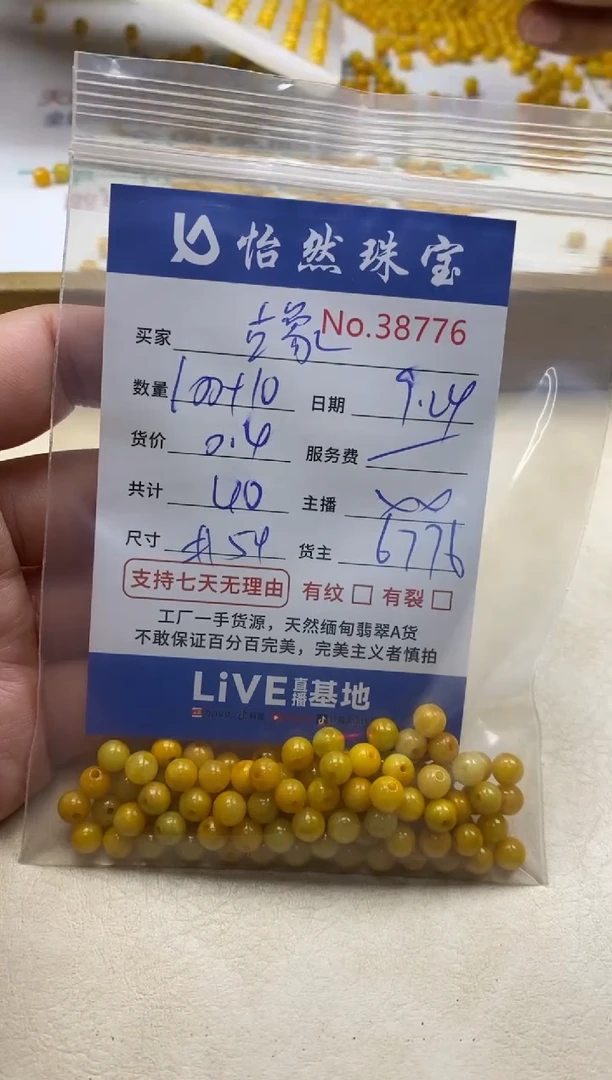 怡然珠宝
No.38776
买家
数量 100+10 日期 9.24
货价 0.4 服务费
共计 40 主播
尺寸 54 货主 6776
支持七天无理由 有纹 有裂
工厂一手货源，天然缅甸翡翠A货
不敢保证百分百完美，完美主义者慎拍
LiVE直播基地